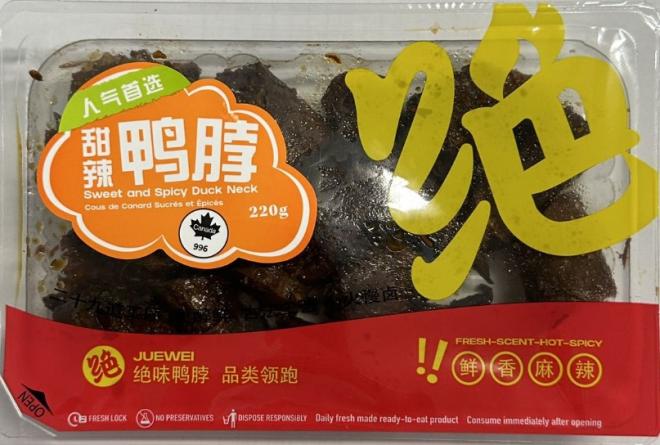 人气首选
甜辣鸭脖
Sweet and Spicy Duck Neck
Cous de Canard Sucrés et Épicés
220g
Canada
996
绝
绝
JUEWEI
绝味鸭脖 品类领跑
!! FRESH-SCENT-HOT-SPICY
鲜香麻辣
OPEN
FRESH LOCK
NO PRESERVATIVES
DISPOSE RESPONSIBLY
Daily fresh made ready-to-eat product
Consume immediately after opening